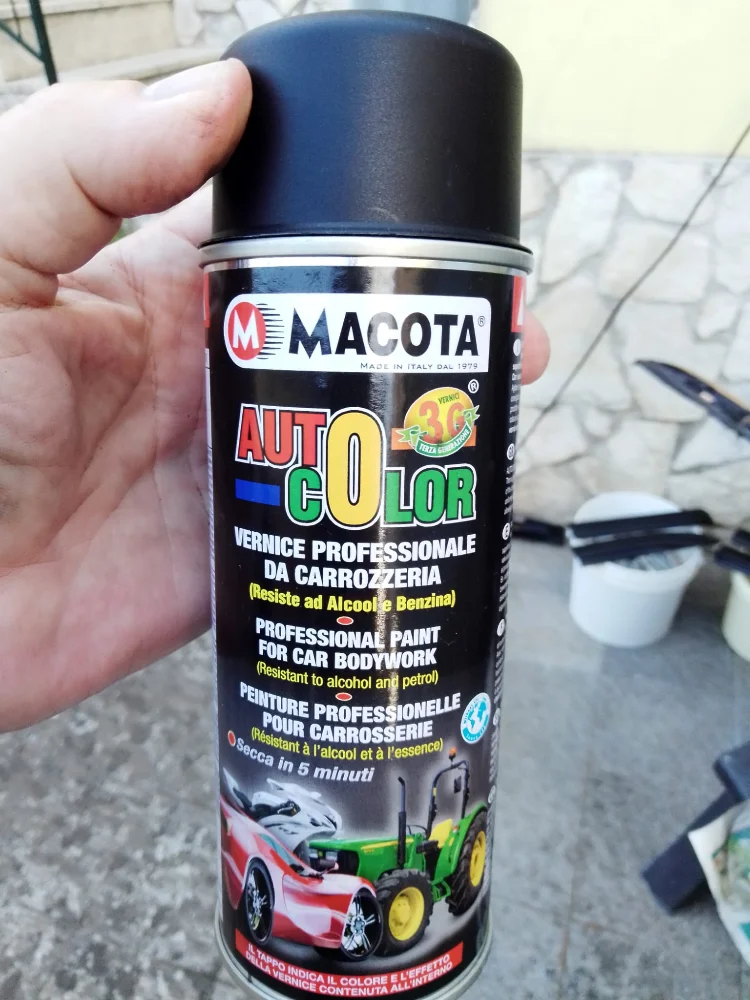 M MACOTA®
MADE IN ITALY DAL 1979
®
VERNICI
3.G
TERZA GENERAZIONE
AUTO
COLOR
VERNICE PROFESSIONALE
DA CARROZZERIA
(Resiste ad Alcool e Benzina)
PROFESSIONAL PAINT
FOR CAR BODYWORK
(Resistant to alcohol and petrol)
PEINTURE PROFESSIONELLE
POUR CARROSSERIE
(Résistant à l'alcool et à l'essence)
Secca in 5 minuti
IL TAPPO INDICA IL COLORE E L'EFFETTO
DELLA VERNICE CONTENUTA ALL'INTERNO